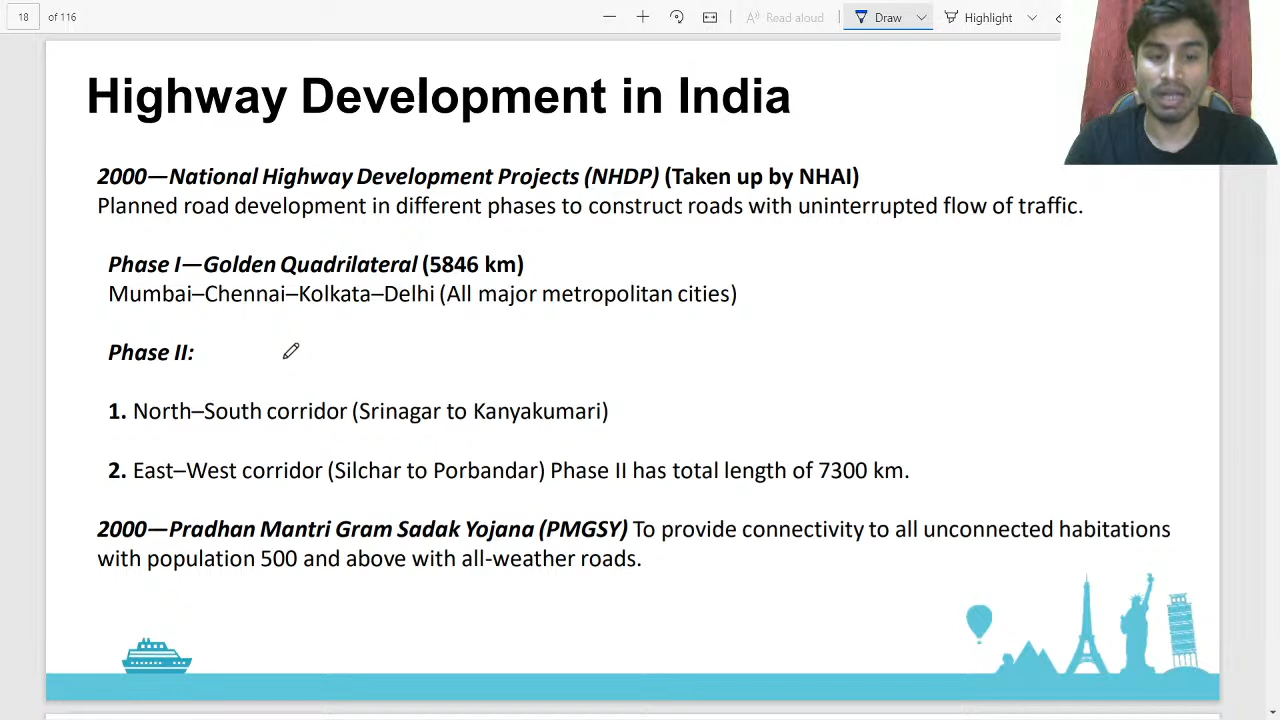 18 of 116 Read aloud Draw Highlight
Highway Development in India
2000—National Highway Development Projects (NHDP) (Taken up by NHAI)
Planned road development in different phases to construct roads with uninterrupted flow of traffic.
Phase I—Golden Quadrilateral (5846 km)
Mumbai–Chennai–Kolkata–Delhi (All major metropolitan cities)
Phase II:
1. North–South corridor (Srinagar to Kanyakumari)
2. East–West corridor (Silchar to Porbandar) Phase II has total length of 7300 km.
2000—Pradhan Mantri Gram Sadak Yojana (PMGSY) To provide connectivity to all unconnected habitations
with population 500 and above with all-weather roads.